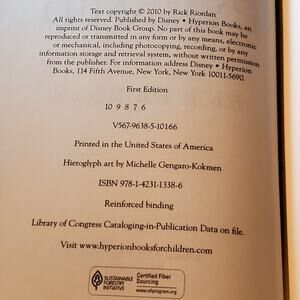 Text copyright © 2010 by Rick Riordan
All rights reserved. Published by Disney • Hyperion Books, an
imprint of Disney Book Group. No part of this book may be
reproduced or transmitted in any form or by any means, electronic
or mechanical, including photocopying, recording, or by any
information storage and retrieval system, without written permission
from the publisher. For information address Disney • Hyperion
Books, 114 Fifth Avenue, New York, New York 10011-5690.
First Edition
10 9 8 7 6
V567-9638-5-10166
Printed in the United States of America
Hieroglyph art by Michelle Gengaro-Kokmen
ISBN 978-1-4231-1338-6
Reinforced binding
Library of Congress Cataloging-in-Publication Data on file.
Visit www.hyperionbooksforchildren.com
SUSTAINABLE
FORESTRY
INITIATIVE
Certified Fiber
Sourcing
www.sfiprogram.org